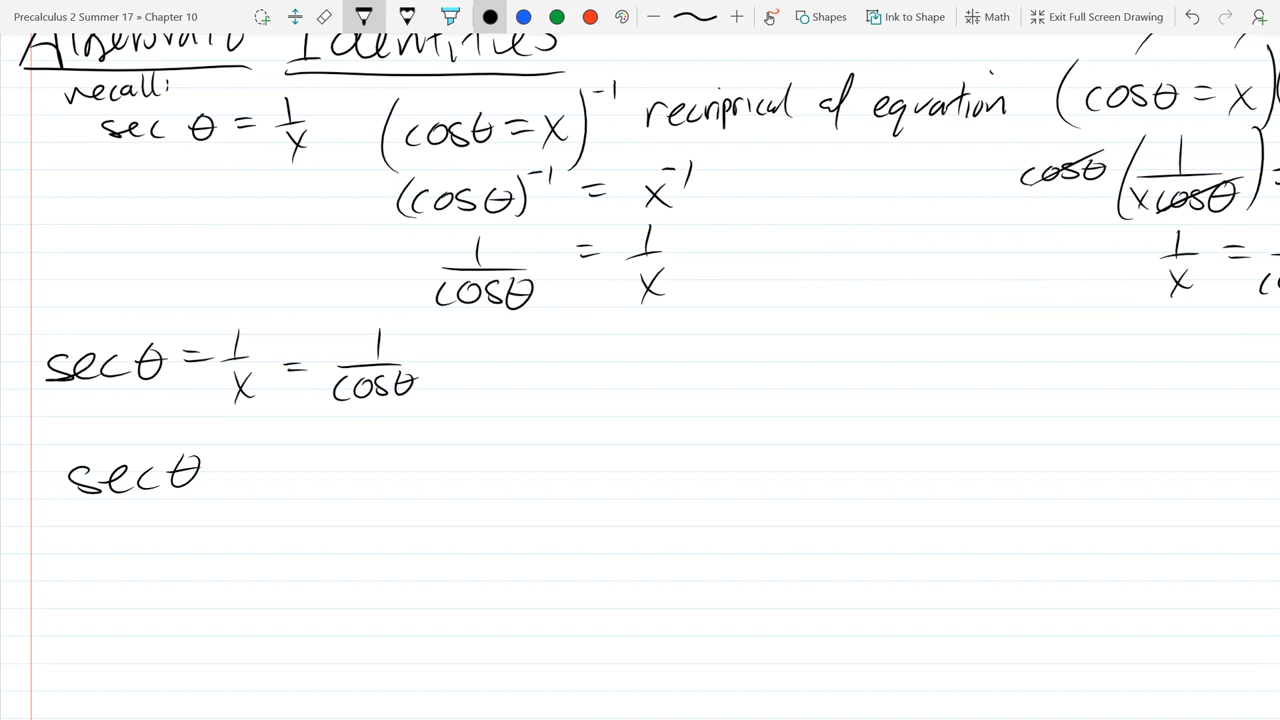 Precalculus 2 Summer 17 » Chapter 10
Shapes Ink to Shape Math Exit Full Screen Drawing
Algebraic Identities
recall:
sec θ = 1/x (cosθ = x)⁻¹ reciprical of equation (cosθ = x)(
(cosθ)⁻¹ = x⁻¹ cosθ (1/(x cosθ)) =
1/cosθ = 1/x 1/x =
secθ = 1/x = 1/cosθ
secθ